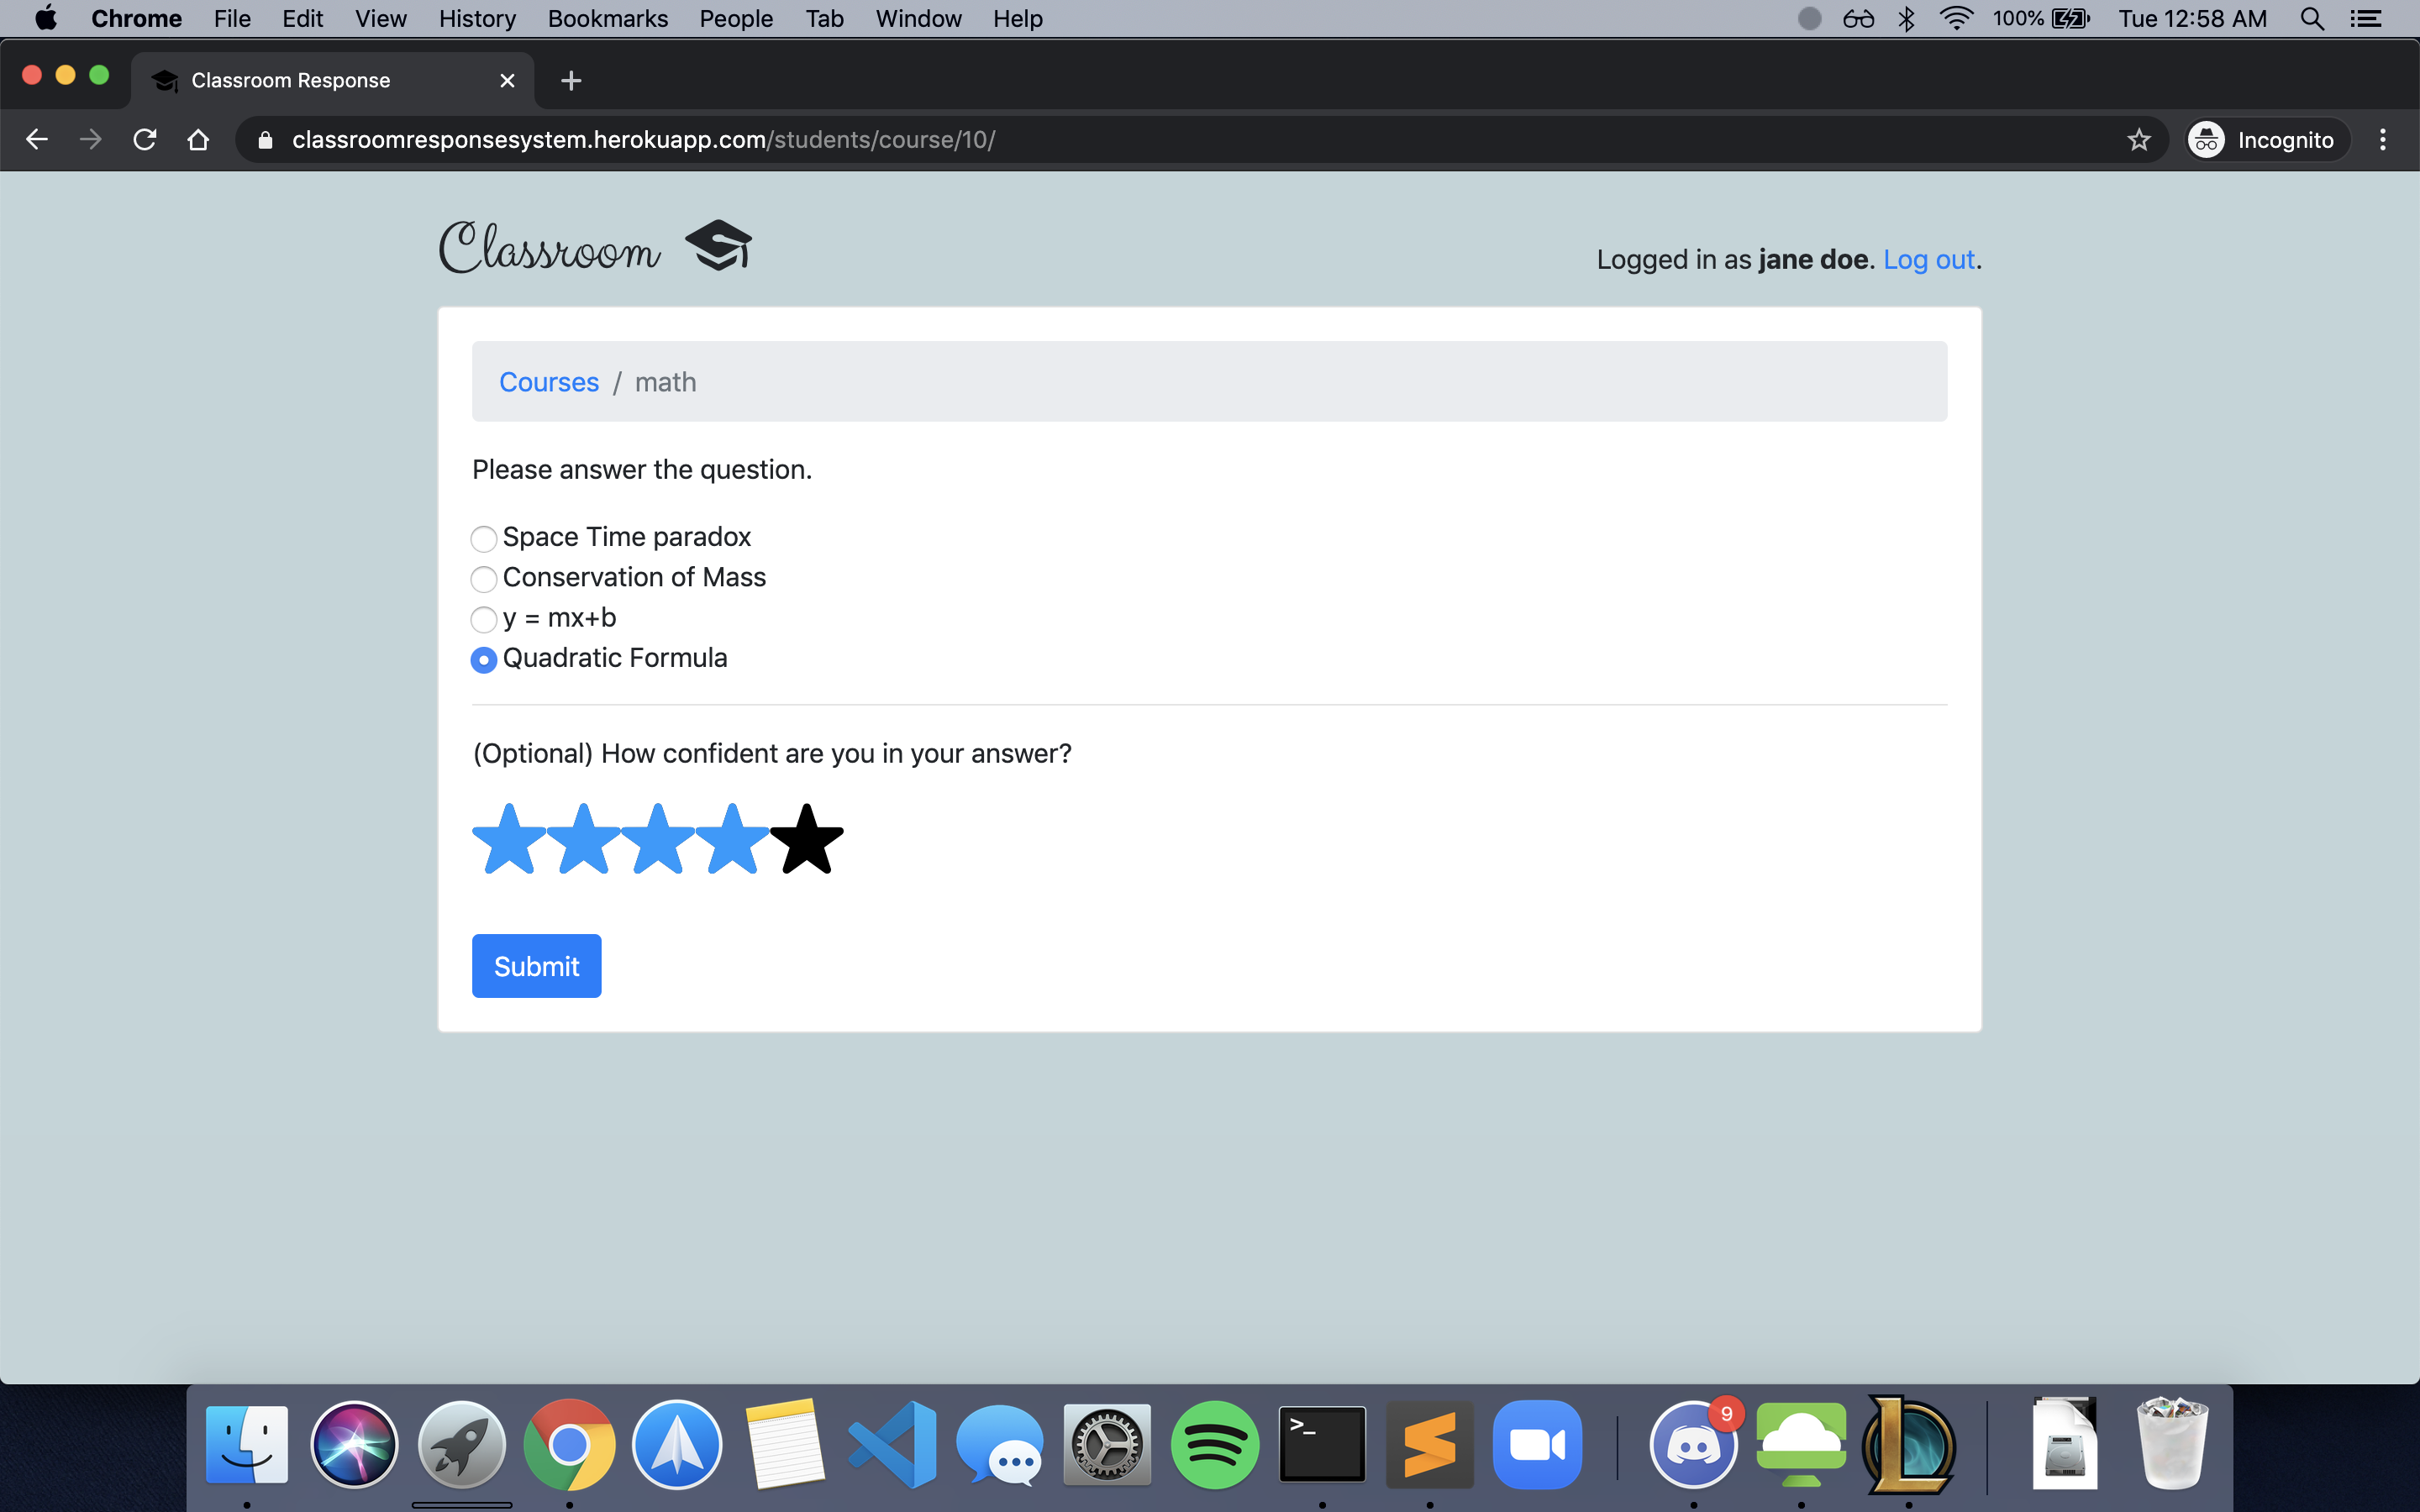 Chrome File Edit View History Bookmarks People Tab Window Help 100% Tue 12:58 AM
Classroom Response
classroomresponsesystem.herokuapp.com/students/course/10/ Incognito
Classroom
Logged in as jane doe. Log out.
Courses / math
Please answer the question.
Space Time paradox
Conservation of Mass
y = mx+b
Quadratic Formula
(Optional) How confident are you in your answer?
Submit
9
>_